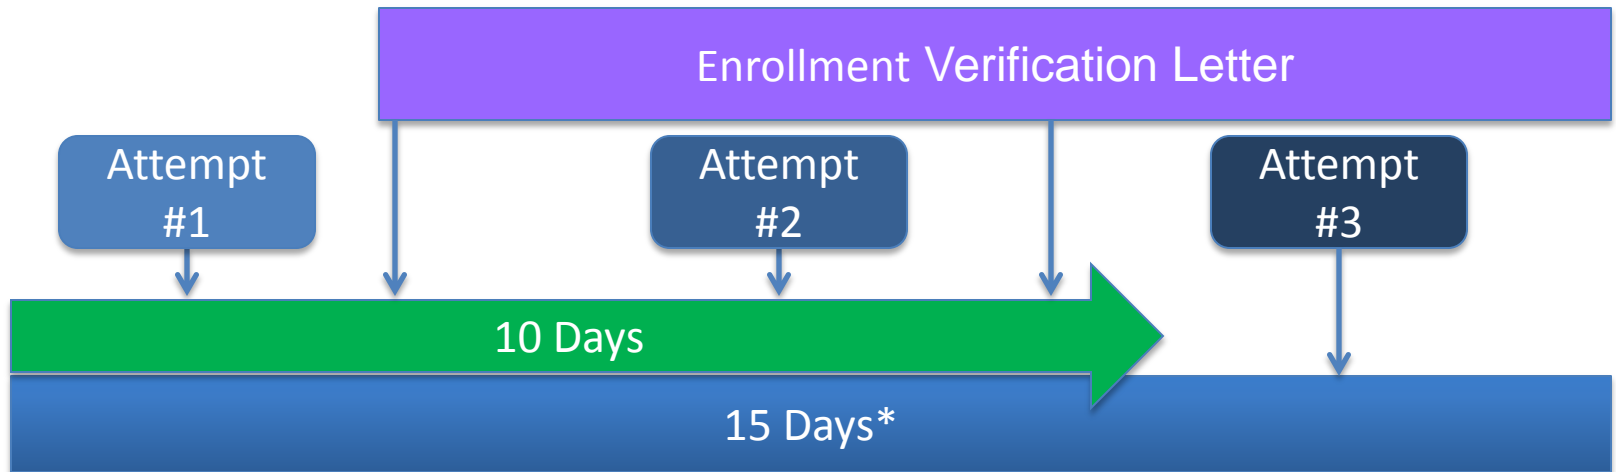 Enrollment Verification Letter
Attempt
#1
Attempt
#2
Attempt
#3
10 Days
15 Days*